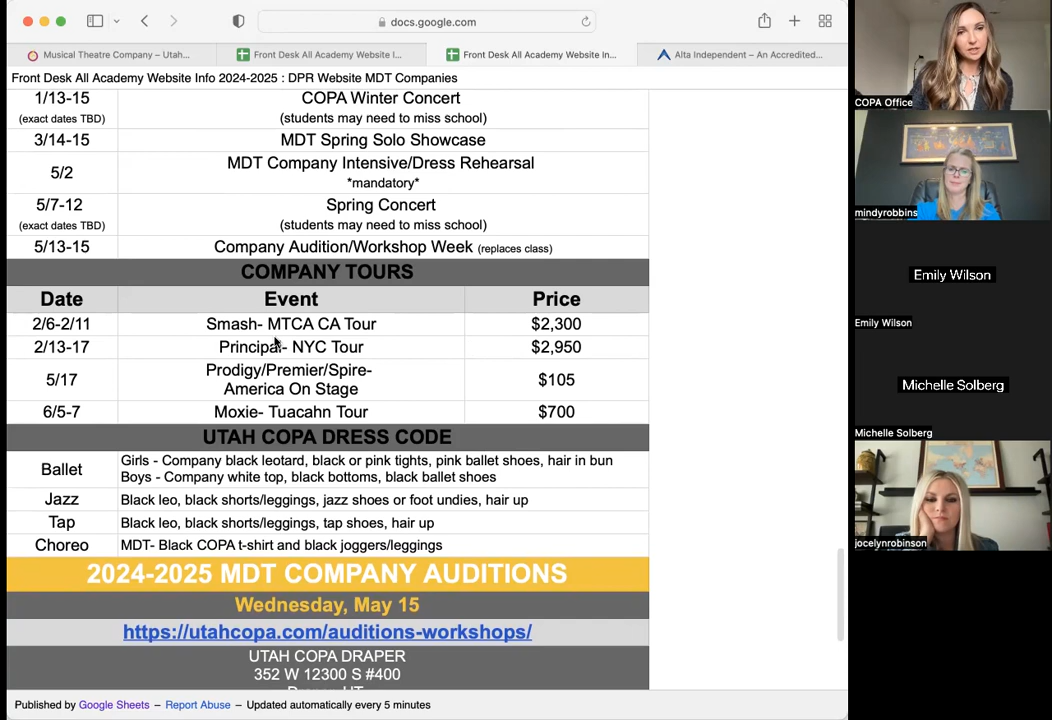 docs.google.com
Musical Theatre Company – Utah...
Front Desk All Academy Website I...
Front Desk All Academy Website In...
Alta Independent – An Accredited...
Front Desk All Academy Website Info 2024-2025 : DPR Website MDT Companies
1/13-15
(exact dates TBD)
COPA Winter Concert
(students may need to miss school)
3/14-15
MDT Spring Solo Showcase
5/2
MDT Company Intensive/Dress Rehearsal
*mandatory*
5/7-12
(exact dates TBD)
Spring Concert
(students may need to miss school)
5/13-15
Company Audition/Workshop Week (replaces class)
COMPANY TOURS
Date Event Price
2/6-2/11 Smash- MTCA CA Tour $2,300
2/13-17 Principal- NYC Tour $2,950
5/17
Prodigy/Premier/Spire-
America On Stage
$105
6/5-7 Moxie- Tuacahn Tour $700
UTAH COPA DRESS CODE
Ballet
Girls - Company black leotard, black or pink tights, pink ballet shoes, hair in bun
Boys - Company white top, black bottoms, black ballet shoes
Jazz Black leo, black shorts/leggings, jazz shoes or foot undies, hair up
Tap Black leo, black shorts/leggings, tap shoes, hair up
Choreo MDT- Black COPA t-shirt and black joggers/leggings
2024-2025 MDT COMPANY AUDITIONS
Wednesday, May 15
https://utahcopa.com/auditions-workshops/
UTAH COPA DRAPER
352 W 12300 S #400
Published by Google Sheets – Report Abuse – Updated automatically every 5 minutes
COPA Office
mindyrobbins
Emily Wilson
Emily Wilson
Michelle Solberg
Michelle Solberg
jocelynrobinson